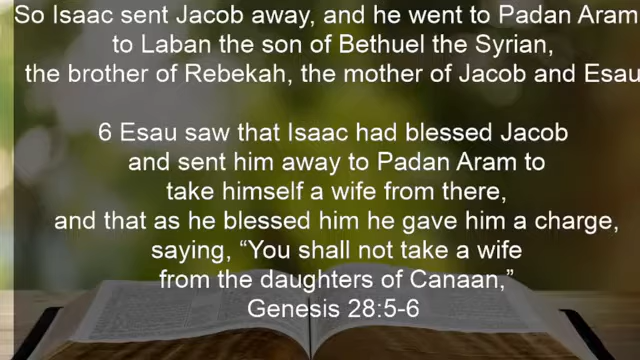 So Isaac sent Jacob away, and he went to Padan Aram
to Laban the son of Bethuel the Syrian,
the brother of Rebekah, the mother of Jacob and Esau
6 Esau saw that Isaac had blessed Jacob
and sent him away to Padan Aram to
take himself a wife from there,
and that as he blessed him he gave him a charge,
saying, “You shall not take a wife
from the daughters of Canaan,”
Genesis 28:5-6